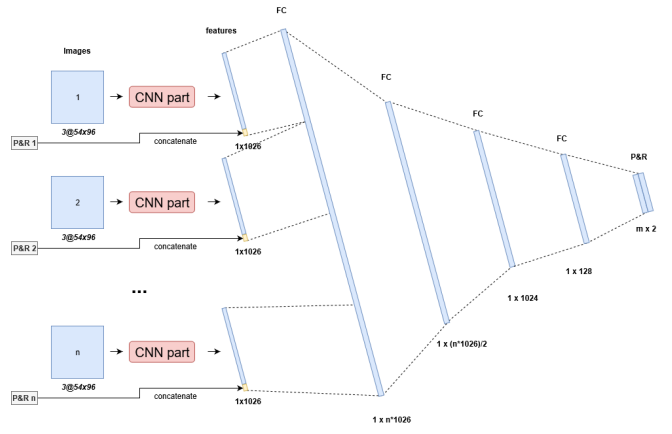 FC
features
Images
FC
1
CNN part
3@54x96
P&R 1
concatenate
1x1026
FC
FC
P&R
2
CNN part
3@54x96
P&R 2
concatenate
1x1026
m x 2
1 x 128
1 x 1024
...
1 x (n*1026)/2
n
CNN part
3@54x96
P&R n
concatenate
1x1026
1 x n*1026